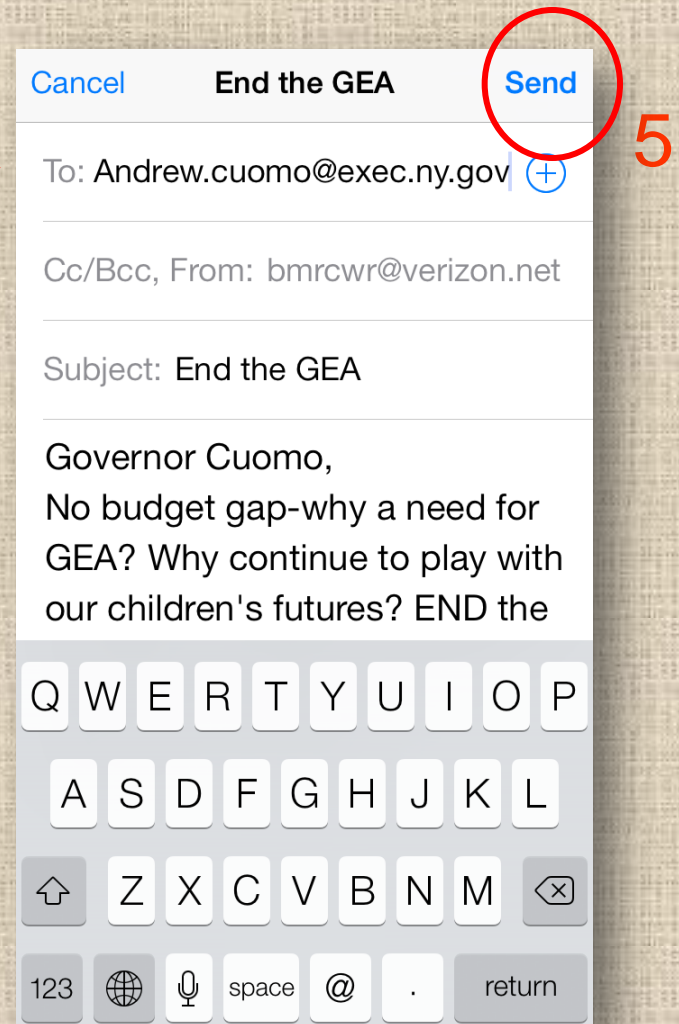 Cancel End the GEA Send
5
To: Andrew.cuomo@exec.ny.gov
Cc/Bcc, From: bmrcwr@verizon.net
Subject: End the GEA
Governor Cuomo,
No budget gap-why a need for
GEA? Why continue to play with
our children's futures? END the
Q W E R T Y U I O P
A S D F G H J K L
Z X C V B N M
123 space @ . return